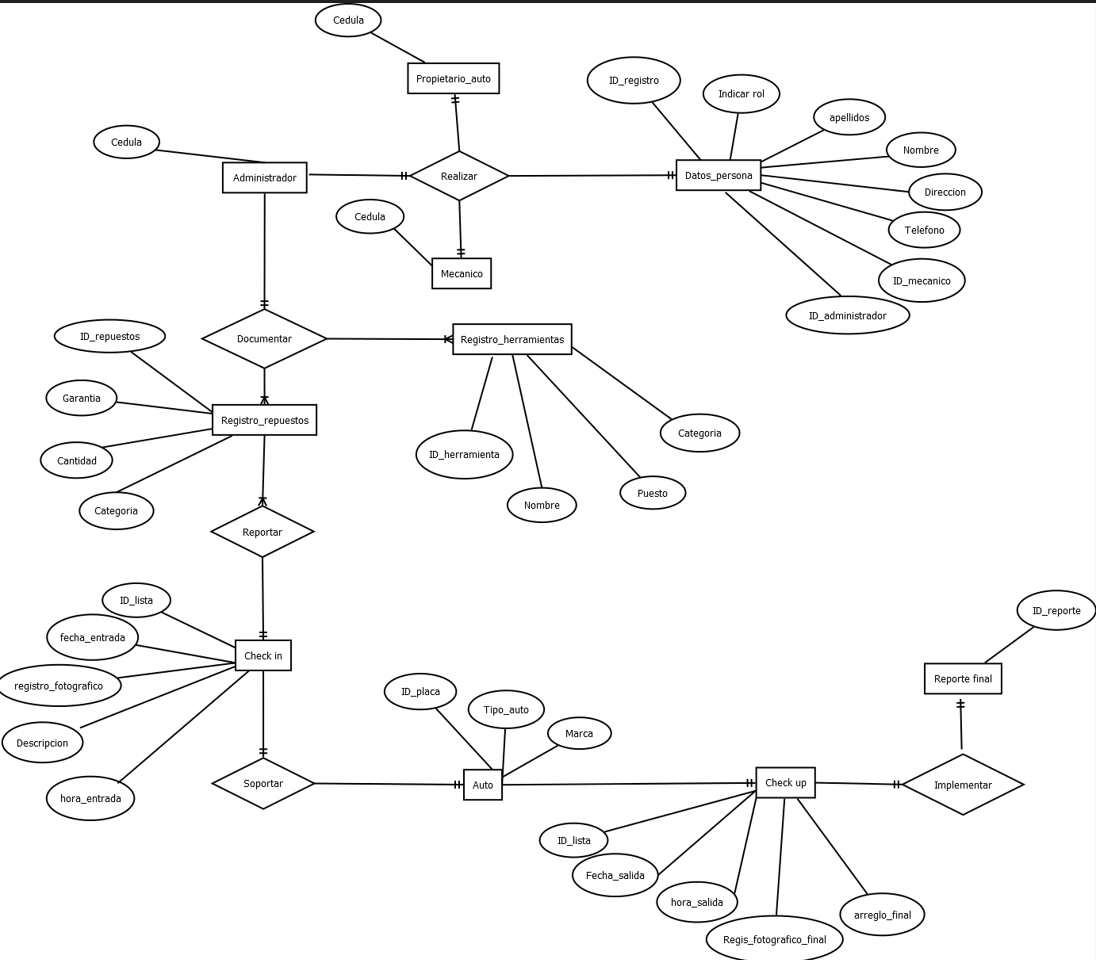 Cedula
Propietario_auto
ID_registro
Indicar rol
apellidos
Nombre
Cedula
Administrador
Realizar
Datos_persona
Direccion
Cedula
Telefono
Mecanico
ID_mecanico
ID_administrador
ID_repuestos
Documentar
Registro_herramientas
Garantia
Registro_repuestos
Categoria
Cantidad
ID_herramienta
Puesto
Nombre
Categoria
Reportar
ID_lista
ID_reporte
fecha_entrada
Check in
Reporte final
registro_fotografico
ID_placa
Tipo_auto
Marca
Descripcion
Soportar
Auto
Check up
Implementar
hora_entrada
ID_lista
Fecha_salida
hora_salida
arreglo_final
Regis_fotografico_final